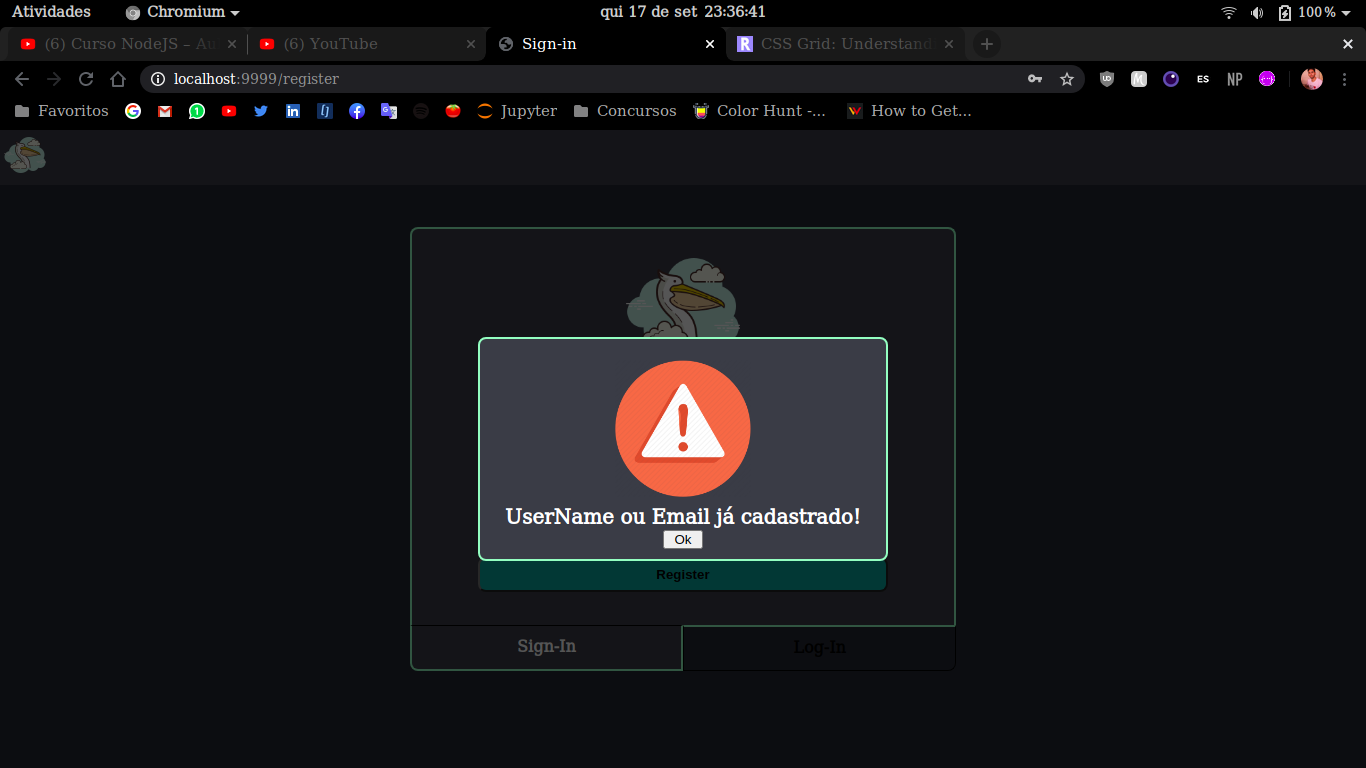 Atividades Chromium qui 17 de set 23:36:41 100%
(6) Curso NodeJS – Au (6) YouTube Sign-in CSS Grid: Understand
localhost:9999/register ES NP
Favoritos Jupyter Concursos Color Hunt -... How to Get...
UserName ou Email já cadastrado!
Ok
Register
Sign-In Log-In